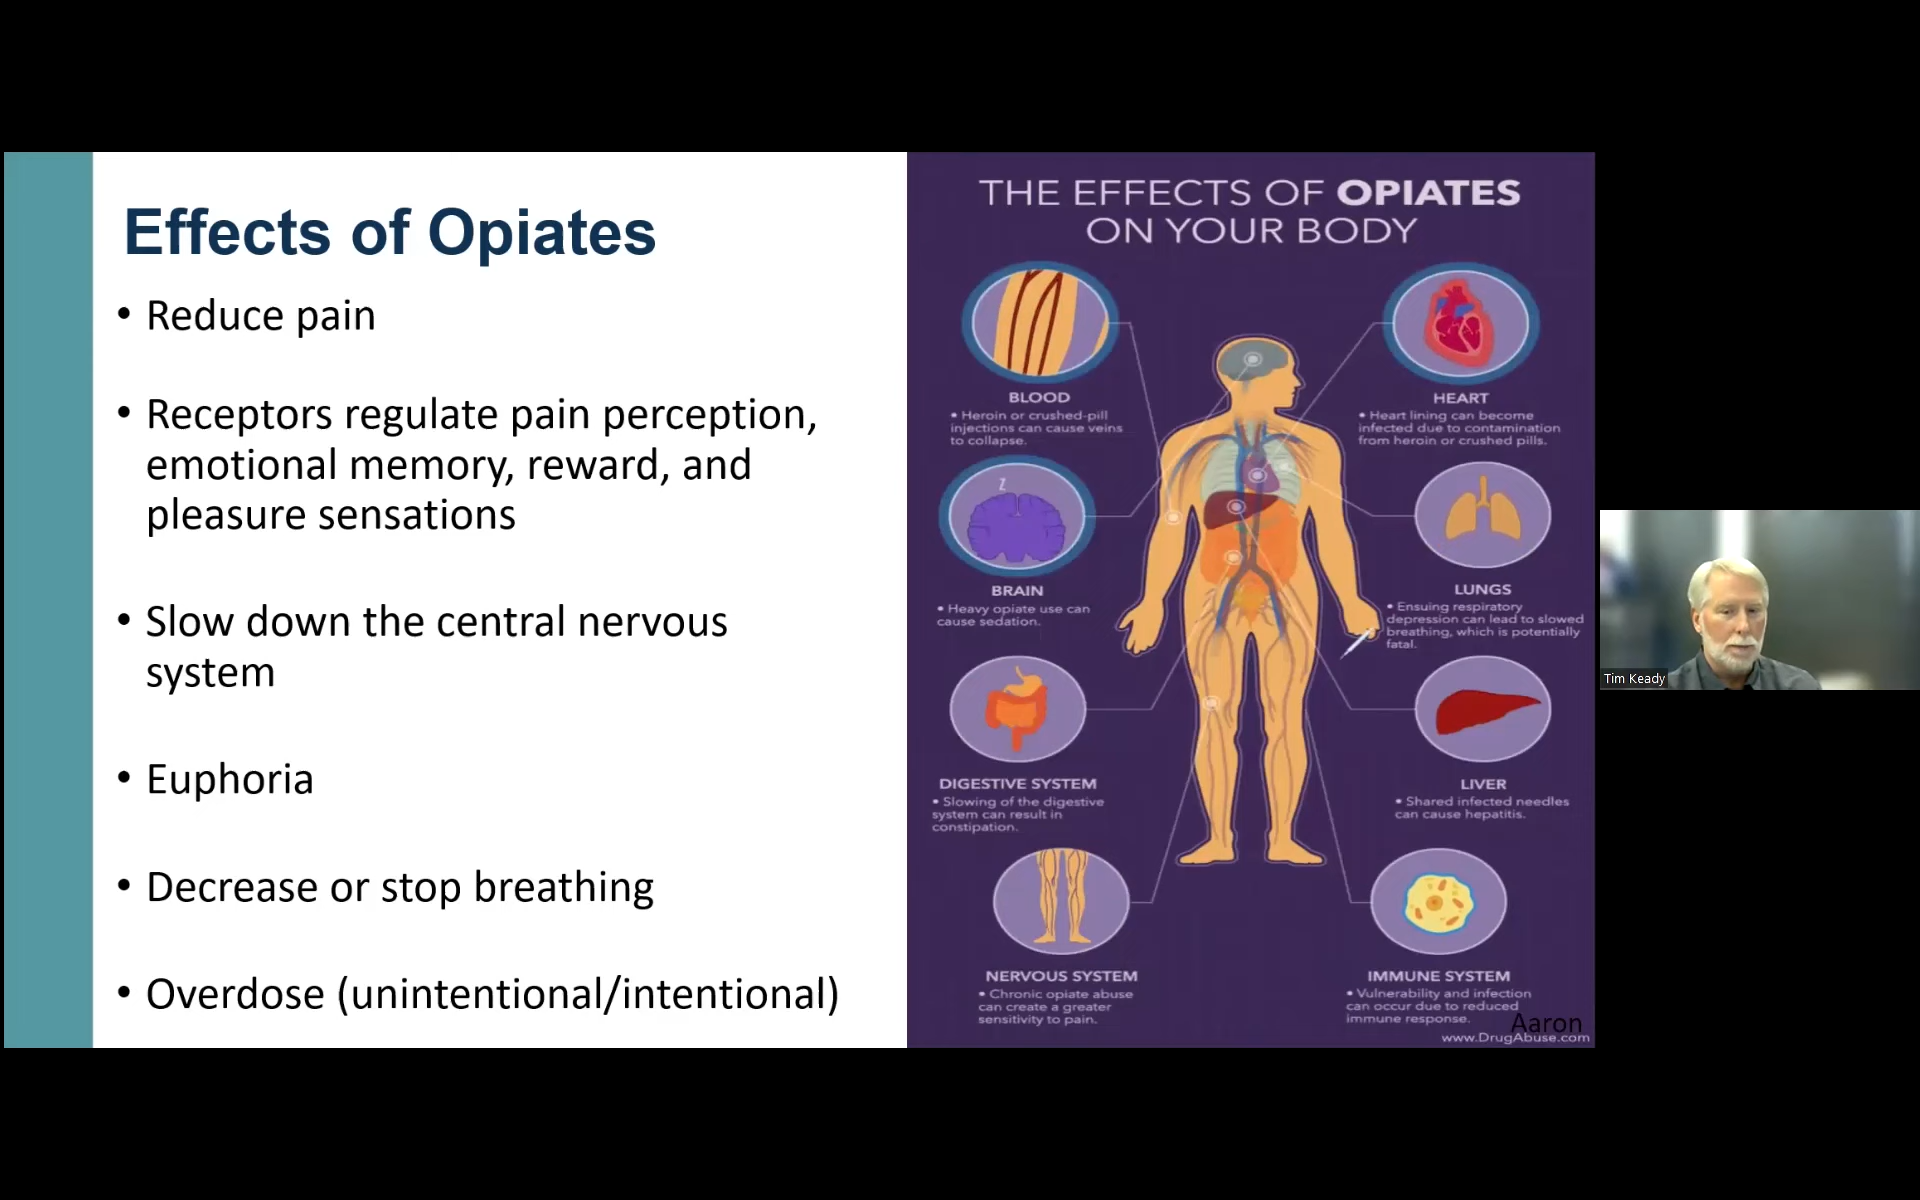 Effects of Opiates
• Reduce pain
• Receptors regulate pain perception,
emotional memory, reward, and
pleasure sensations
• Slow down the central nervous
system
• Euphoria
• Decrease or stop breathing
• Overdose (unintentional/intentional)
THE EFFECTS OF OPIATES
ON YOUR BODY
BLOOD
• Heroin or crushed-pill
injections can cause veins
to collapse.
HEART
• Heart lining can become
infected due to contamination
from heroin or crushed pills.
Z
BRAIN
• Heavy opiate use can
cause sedation.
LUNGS
• Ensuing respiratory
depression can lead to slowed
breathing, which is potentially
fatal.
DIGESTIVE SYSTEM
• Slowing of the digestive
system can result in
constipation.
LIVER
• Shared infected needles
can cause hepatitis.
NERVOUS SYSTEM
• Chronic opiate abuse
can create a greater
sensitivity to pain.
IMMUNE SYSTEM
• Vulnerability and infection
can occur due to reduced
immune response.
Aaron
www.DrugAbuse.com
Tim Keady